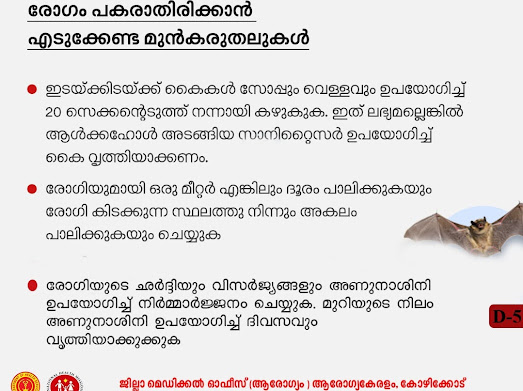 രോഗം പകരാതിരിക്കാൻ
എടുക്കേണ്ട മുൻകരുതലുകൾ
ഇടയ്ക്കിടയ്ക്ക് കൈകൾ സോപ്പും വെള്ളവും ഉപയോഗിച്ച്
20 സെക്കന്റെടുത്ത് നന്നായി കഴുകുക. ഇത് ലഭ്യമല്ലെങ്കിൽ
ആൾക്കഹോൾ അടങ്ങിയ സാനിറ്റൈസർ ഉപയോഗിച്ച്
കൈ വൃത്തിയാക്കണം.
രോഗിയുമായി ഒരു മീറ്റർ എങ്കിലും ദൂരം പാലിക്കുകയും
രോഗി കിടക്കുന്ന സ്ഥലത്തു നിന്നും അകലം
പാലിക്കുകയും ചെയ്യുക
രോഗിയുടെ ഛർദ്ദിയും വിസർജ്യങ്ങളും അണുനാശിനി
ഉപയോഗിച്ച് നിർമ്മാർജ്ജനം ചെയ്യുക. മുറിയുടെ നിലം
അണുനാശിനി ഉപയോഗിച്ച് ദിവസവും
വൃത്തിയാക്കുക്കുക
D-5
ജില്ലാ മെഡിക്കൽ ഓഫീസ് (ആരോഗ്യം ) ആരോഗ്യകേരളം, കോഴിക്കോട്